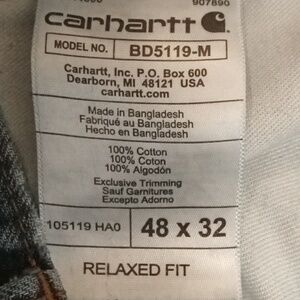 907890
carhartt
MODEL NO. BD5119-M
Carhartt, Inc. P.O. Box 600
Dearborn, MI 48121 USA
carhartt.com
Made in Bangladesh
Fabriqué au Bangladesh
Hecho en Bangladesh
100% Cotton
100% Coton
100% Algodón
Exclusive Trimming
Sauf Garnitures
Excepto Adorno
105119 HA0 48 x 32
RELAXED FIT